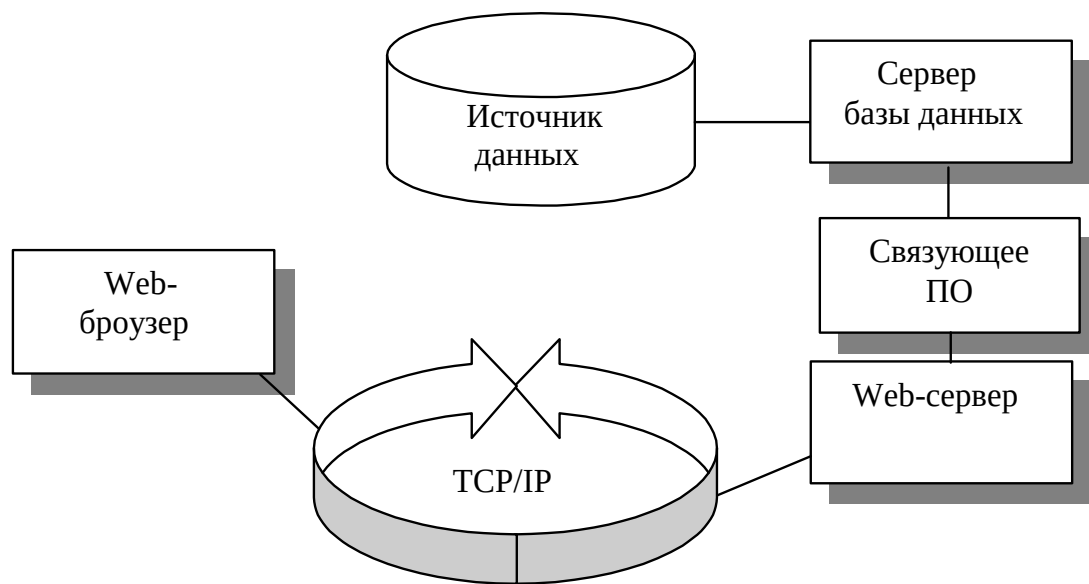 Источник
данных
Сервер
базы данных
Связующее
ПО
Web-
броузер
Web-сервер
TCP/IP